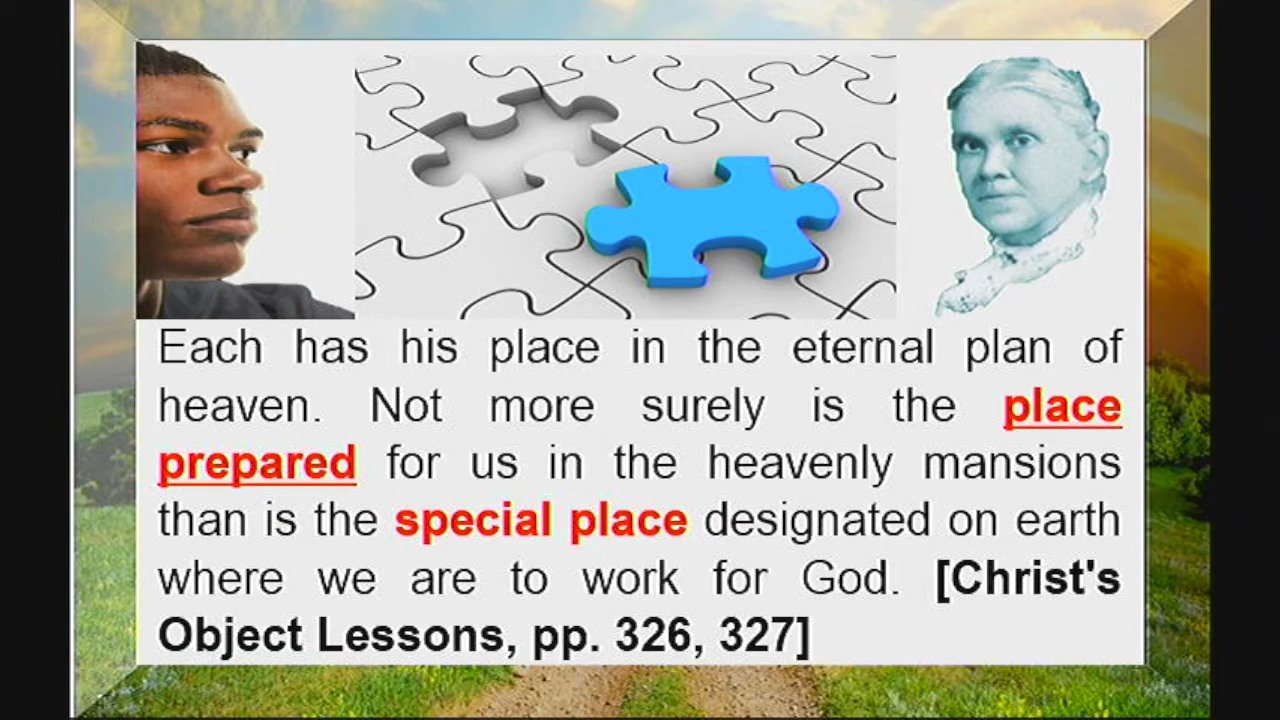 Each has his place in the eternal plan of
heaven. Not more surely is the place
prepared for us in the heavenly mansions
than is the special place designated on earth
where we are to work for God. [Christ's
Object Lessons, pp. 326, 327]